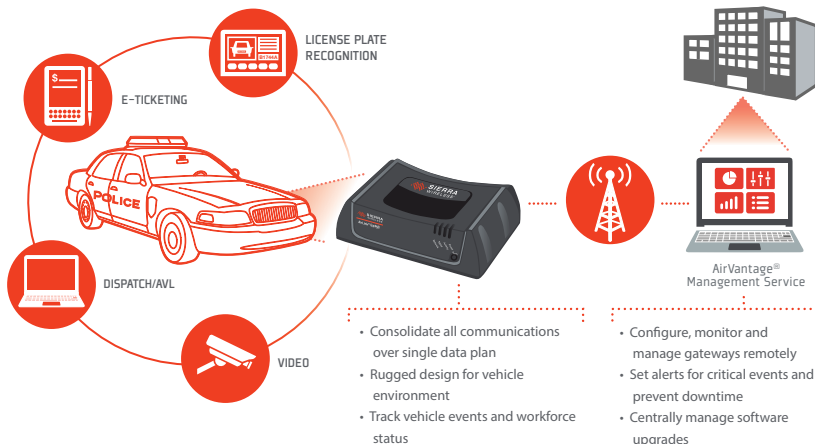 LICENSE PLATE
RECOGNITION
E-TICKETING
$
POLICE
DISPATCH/AVL
VIDEO
SIERRA
WIRELESS
SIERRA
AirVantage®
Management Service
• Consolidate all communications
over single data plan
• Rugged design for vehicle
environment
• Track vehicle events and workforce
status
• Configure, monitor and
manage gateways remotely
• Set alerts for critical events and
prevent downtime
• Centrally manage software
upgrades